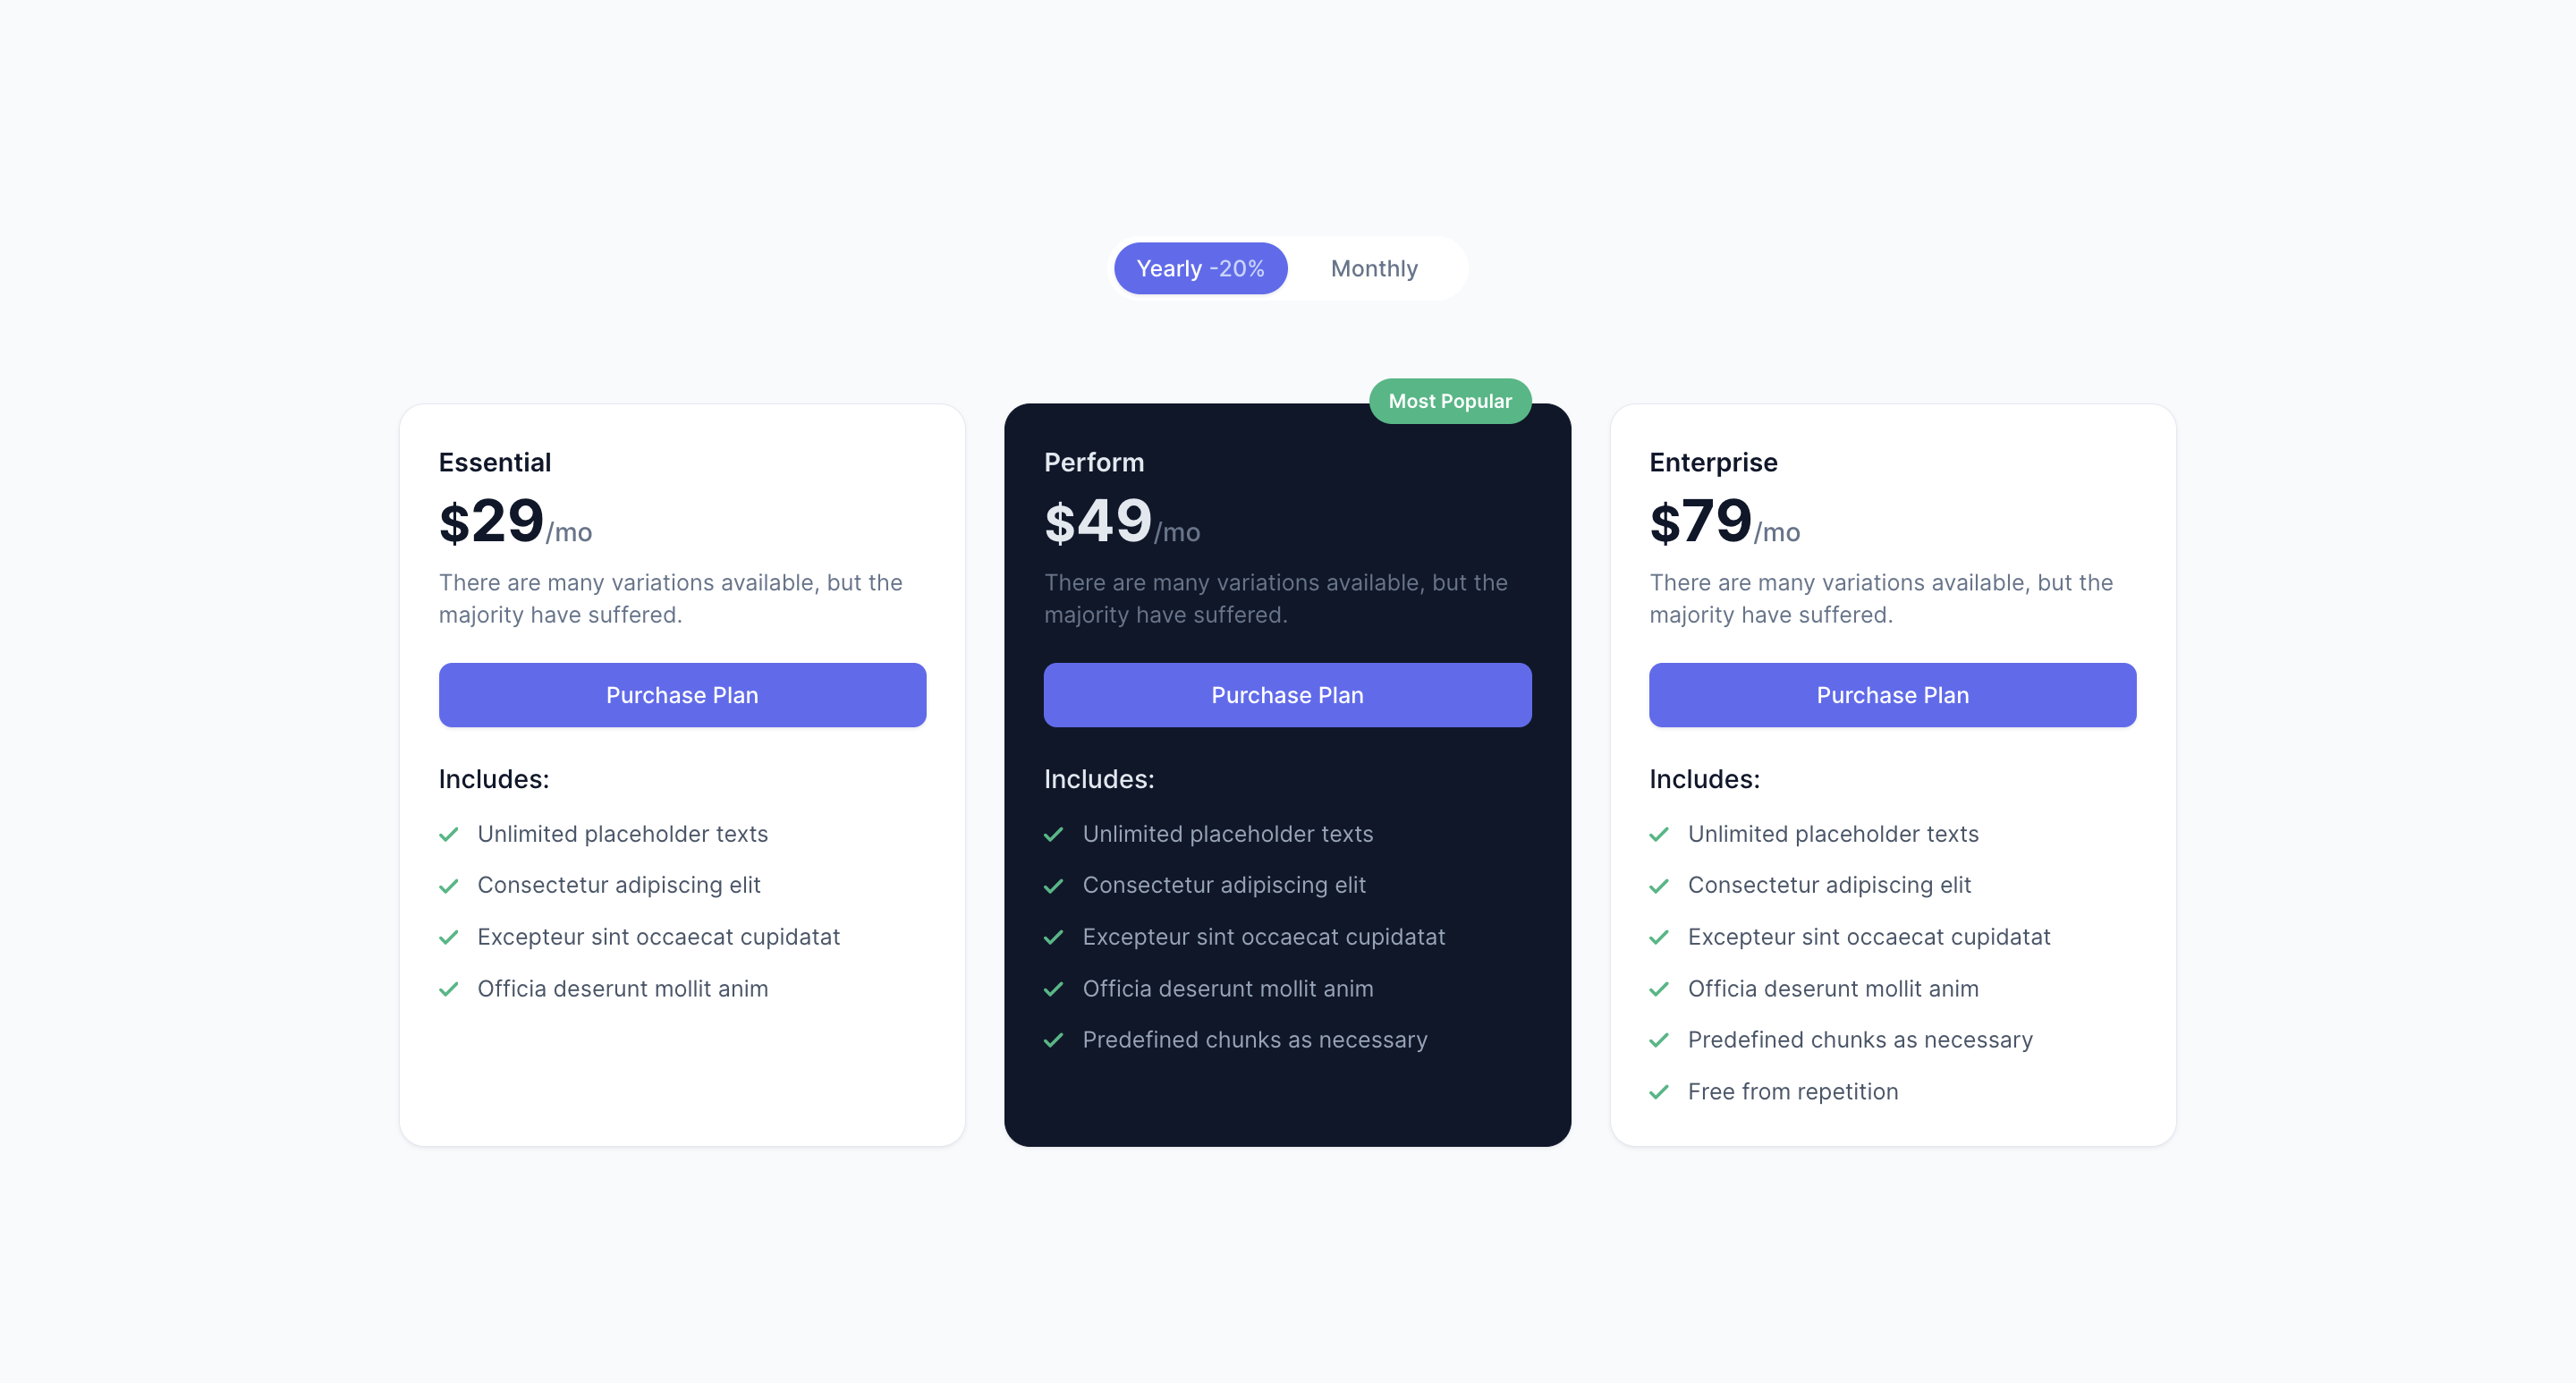 Yearly -20%
Monthly
Essential
$29/mo
There are many variations available, but the
majority have suffered.
Purchase Plan
Includes:
Unlimited placeholder texts
Consectetur adipiscing elit
Excepteur sint occaecat cupidatat
Officia deserunt mollit anim
Most Popular
Perform
$49/mo
There are many variations available, but the
majority have suffered.
Purchase Plan
Includes:
Unlimited placeholder texts
Consectetur adipiscing elit
Excepteur sint occaecat cupidatat
Officia deserunt mollit anim
Predefined chunks as necessary
Enterprise
$79/mo
There are many variations available, but the
majority have suffered.
Purchase Plan
Includes:
Unlimited placeholder texts
Consectetur adipiscing elit
Excepteur sint occaecat cupidatat
Officia deserunt mollit anim
Predefined chunks as necessary
Free from repetition